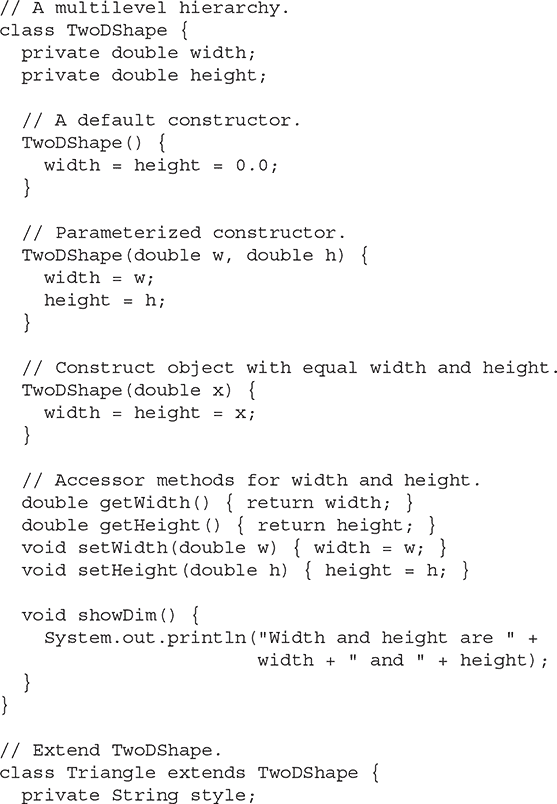 // A multilevel hierarchy.
class TwoDShape {
  private double width;
  private double height;

  // A default constructor.
  TwoDShape() {
    width = height = 0.0;
  }

  // Parameterized constructor.
  TwoDShape(double w, double h) {
    width = w;
    height = h;
  }

  // Construct object with equal width and height.
  TwoDShape(double x) {
    width = height = x;
  }

  // Accessor methods for width and height.
  double getWidth() { return width; }
  double getHeight() { return height; }
  void setWidth(double w) { width = w; }
  void setHeight(double h) { height = h; }

  void showDim() {
    System.out.println("Width and height are " +
                       width + " and " + height);
  }
}

// Extend TwoDShape.
class Triangle extends TwoDShape {
  private String style;